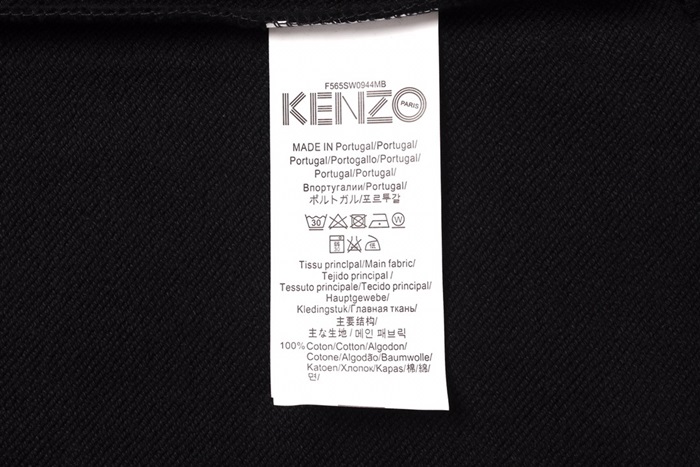 F565SW0944MB
KENZO PARIS
MADE IN Portugal/Portugal/
Portugal/Portogallo/Portugal/
Portugal/Portugal/
Впортугалии/Portugal/
ポルトガル/포르투갈/
30 W
Tissu principal/Main fabric/
Tejido principal /
Tessuto principale/Tecido principal/
Hauptgewebe/
Kledingstuk/Главная ткань/
主要结构/
主な生地 / 메인 패브릭
100% Coton/Cotton/Algodon/
Cotone/Algodão/Baumwolle/
Katoen/Хлопок/Kapas/棉/綿/
면/